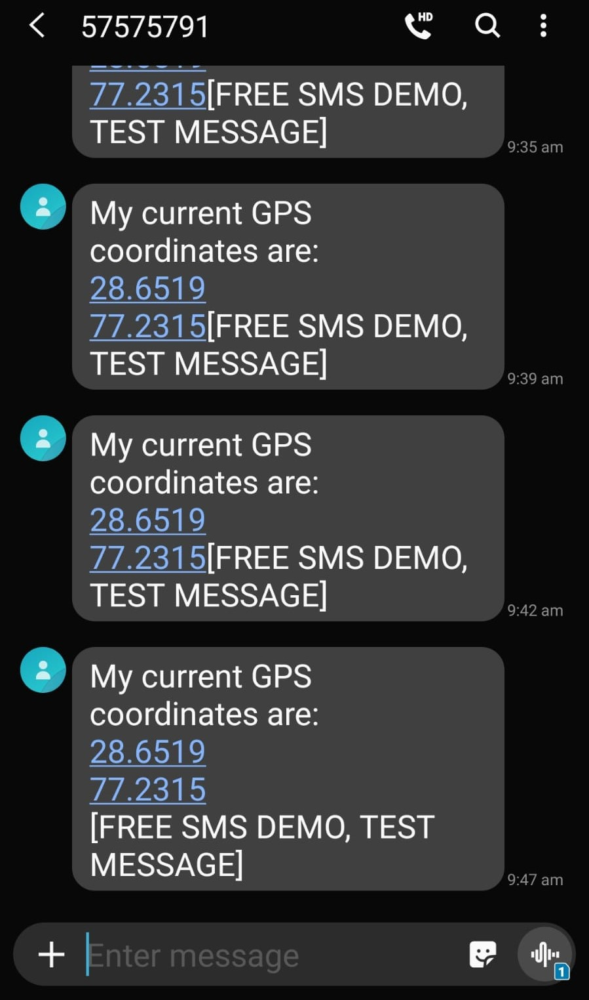 57575791
HD
77.2315[FREE SMS DEMO,
TEST MESSAGE]
9:35 am
My current GPS
coordinates are:
28.6519
77.2315[FREE SMS DEMO,
TEST MESSAGE]
9:39 am
My current GPS
coordinates are:
28.6519
77.2315[FREE SMS DEMO,
TEST MESSAGE]
9:42 am
My current GPS
coordinates are:
28.6519
77.2315
[FREE SMS DEMO, TEST
MESSAGE]
9:47 am
Enter message
1